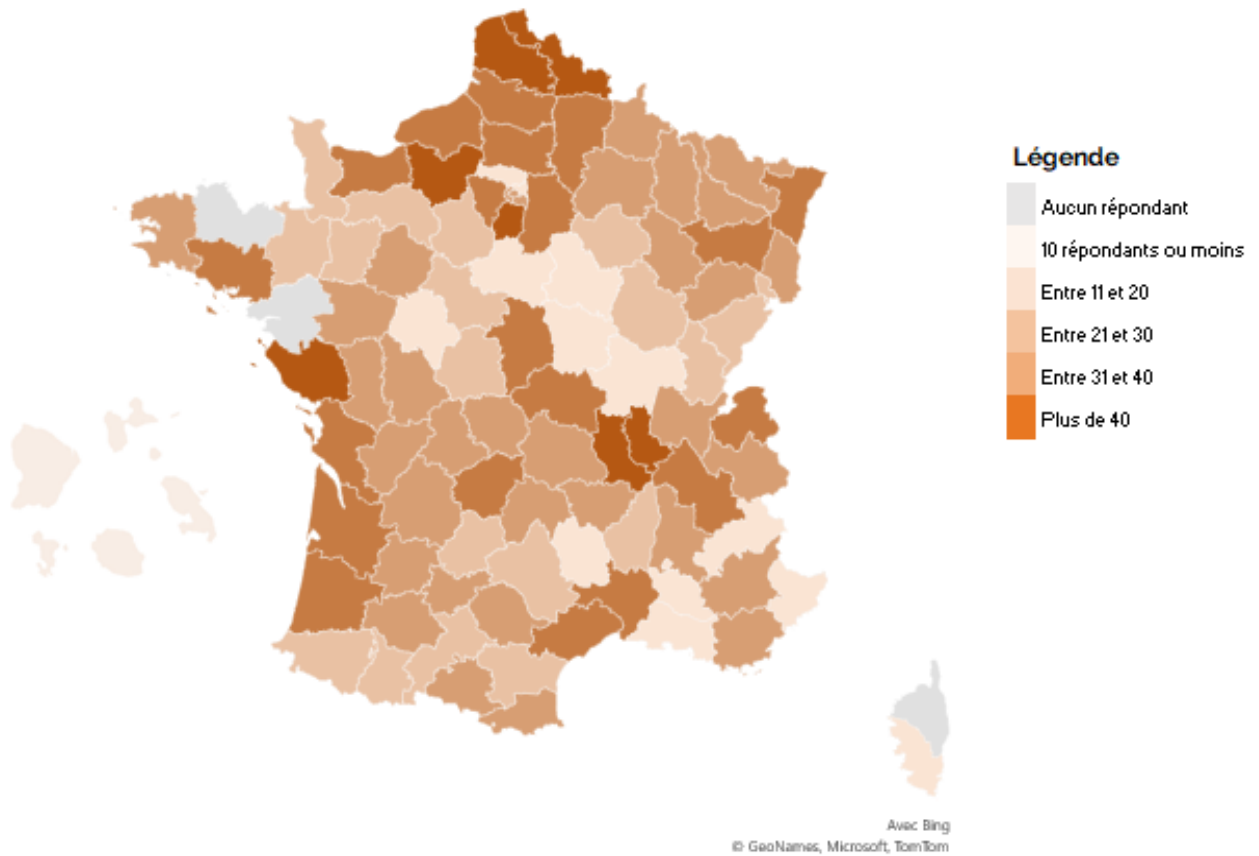 Légende
Aucun répondant
10 répondants ou moins
Entre 11 et 20
Entre 21 et 30
Entre 31 et 40
Plus de 40
Avec Bing
© GeoNames, Microsoft, TomTom